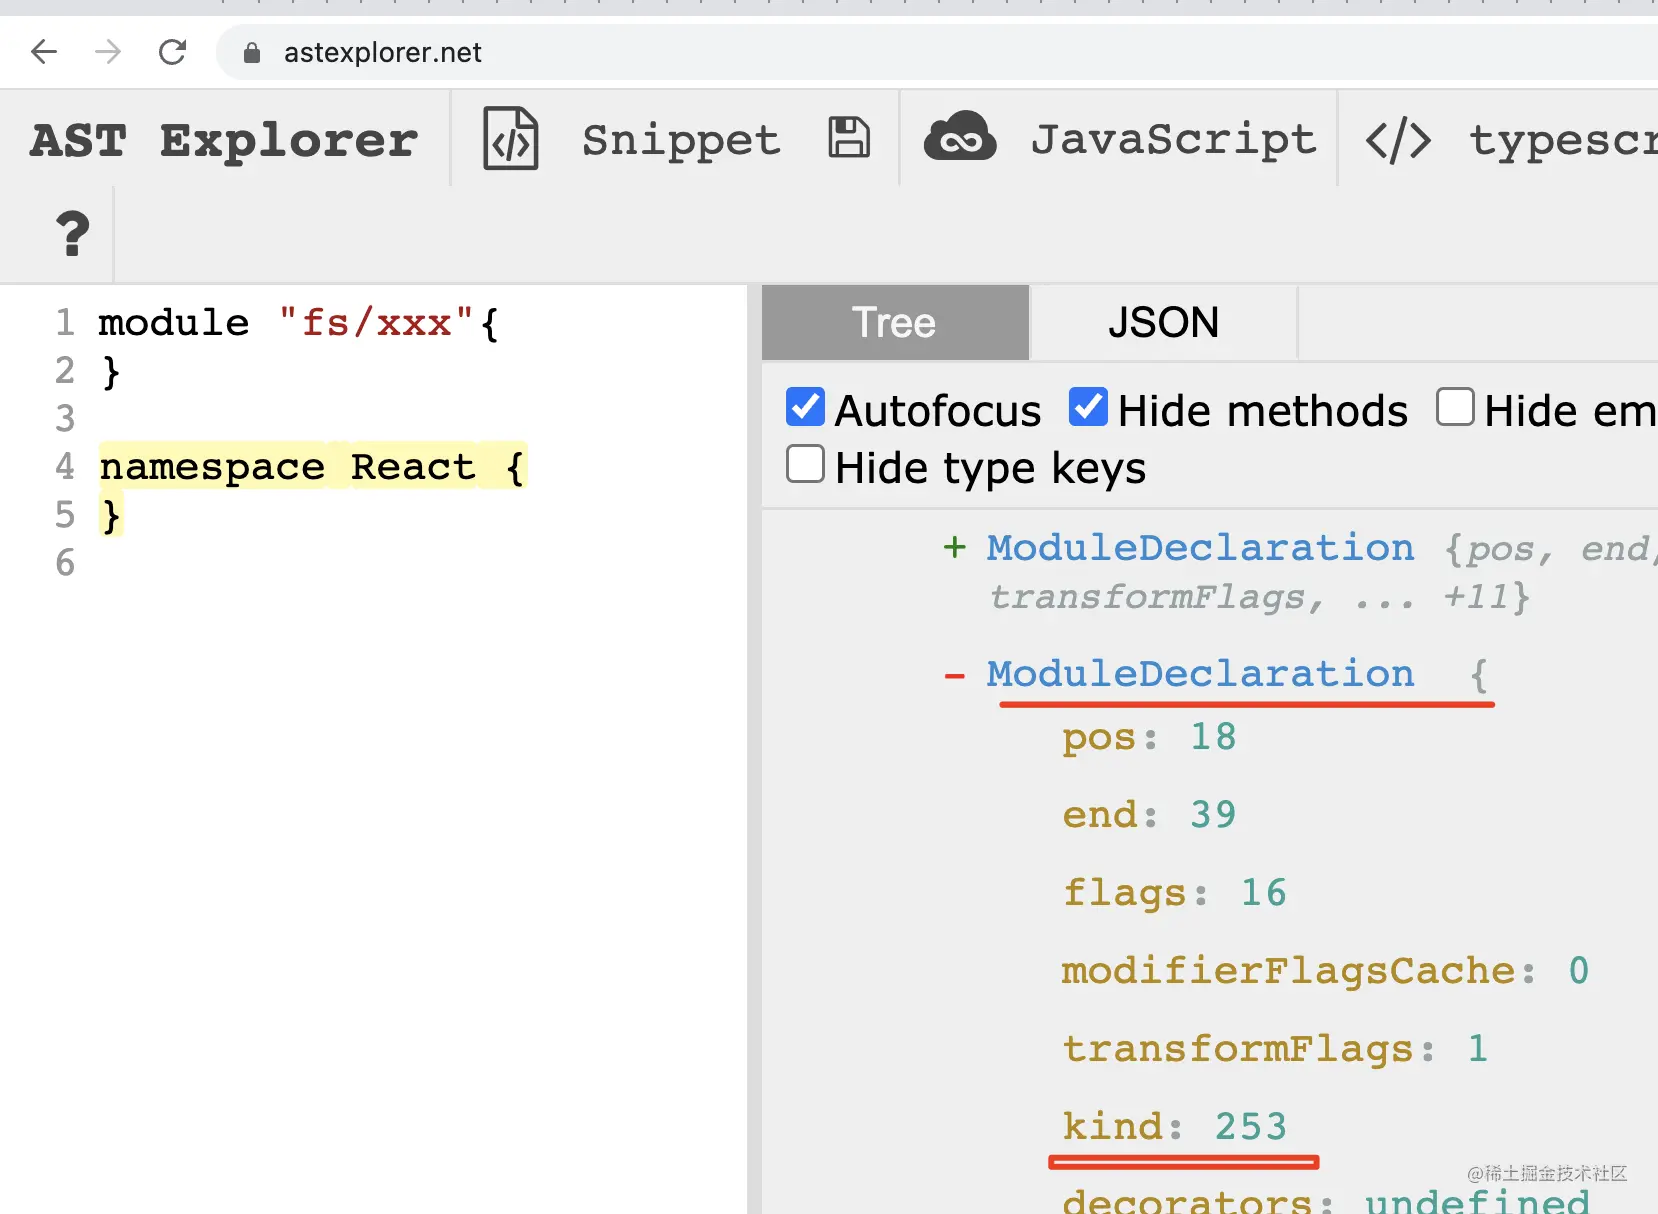 astexplorer.net
AST Explorer Snippet JavaScript </> typescr
?
1 module "fs/xxx"{
2 }
3
4 namespace React {
5 }
6
Tree JSON
Autofocus Hide methods Hide em
Hide type keys
+ ModuleDeclaration {pos, end,
transformFlags, ... +11}
- ModuleDeclaration {
pos: 18
end: 39
flags: 16
modifierFlagsCache: 0
transformFlags: 1
kind: 253
decorators: undefined
@稀土掘金技术社区